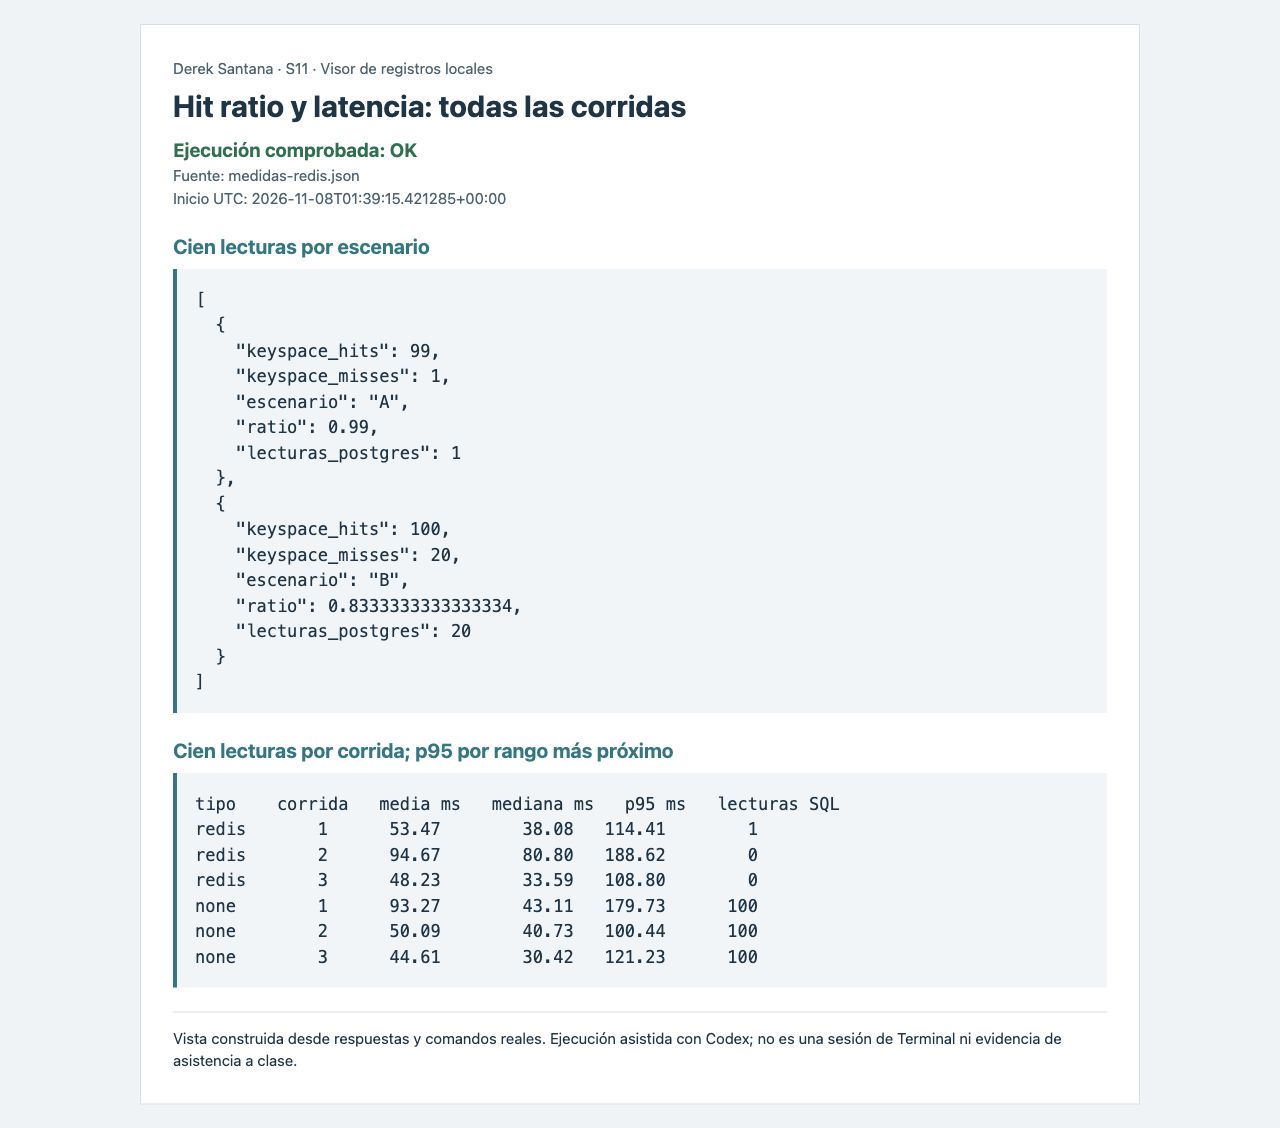 Derek Santana · S11 · Visor de registros locales
Hit ratio y latencia: todas las corridas
Ejecución comprobada: OK
Fuente: medidas-redis.json
Inicio UTC: 2026-11-08T01:39:15.421285+00:00
Cien lecturas por escenario
[
  {
    "keyspace_hits": 99,
    "keyspace_misses": 1,
    "escenario": "A",
    "ratio": 0.99,
    "lecturas_postgres": 1
  },
  {
    "keyspace_hits": 100,
    "keyspace_misses": 20,
    "escenario": "B",
    "ratio": 0.8333333333333334,
    "lecturas_postgres": 20
  }
]
Cien lecturas por corrida; p95 por rango más próximo
tipo    corrida   media ms   mediana ms   p95 ms   lecturas SQL
redis       1      53.47        38.08   114.41        1
redis       2      94.67        80.80   188.62        0
redis       3      48.23        33.59   108.80        0
none        1      93.27        43.11   179.73      100
none        2      50.09        40.73   100.44      100
none        3      44.61        30.42   121.23      100
Vista construida desde respuestas y comandos reales. Ejecución asistida con Codex; no es una sesión de Terminal ni evidencia de
asistencia a clase.